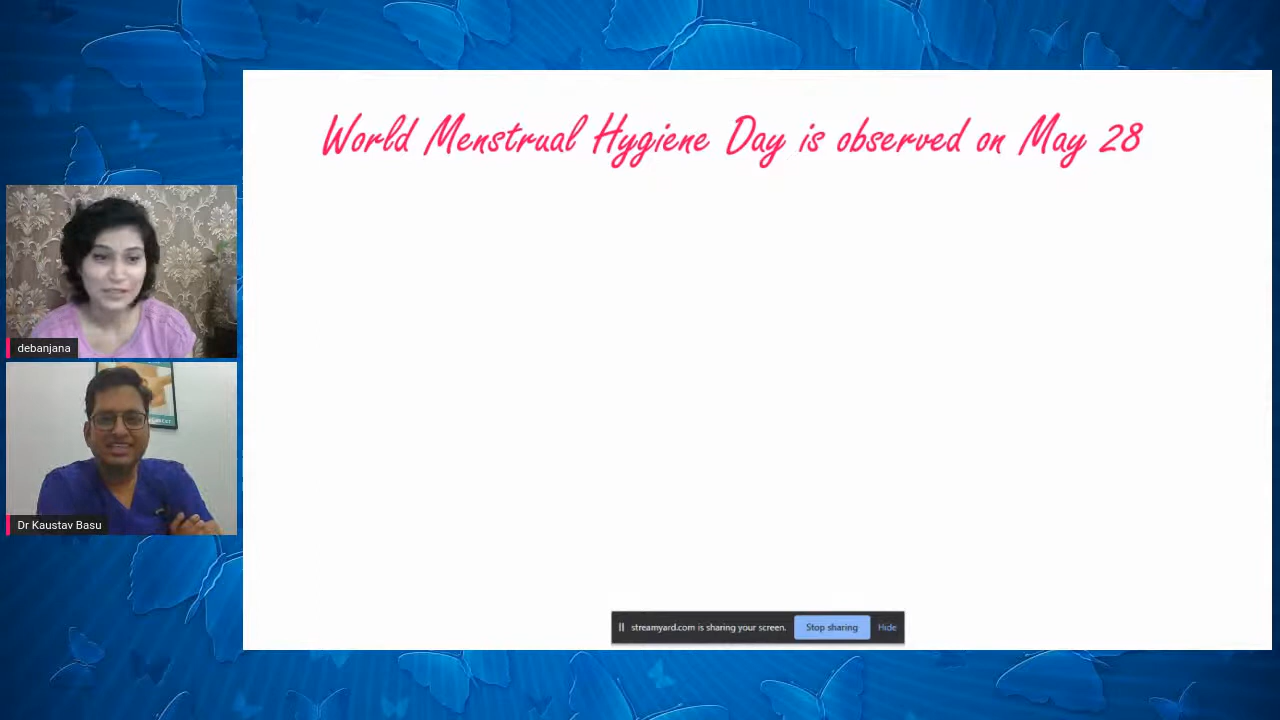 World Menstrual Hygiene Day is observed on May 28
debanjana
Dr Kaustav Basu
streamyard.com is sharing your screen. Stop sharing Hide